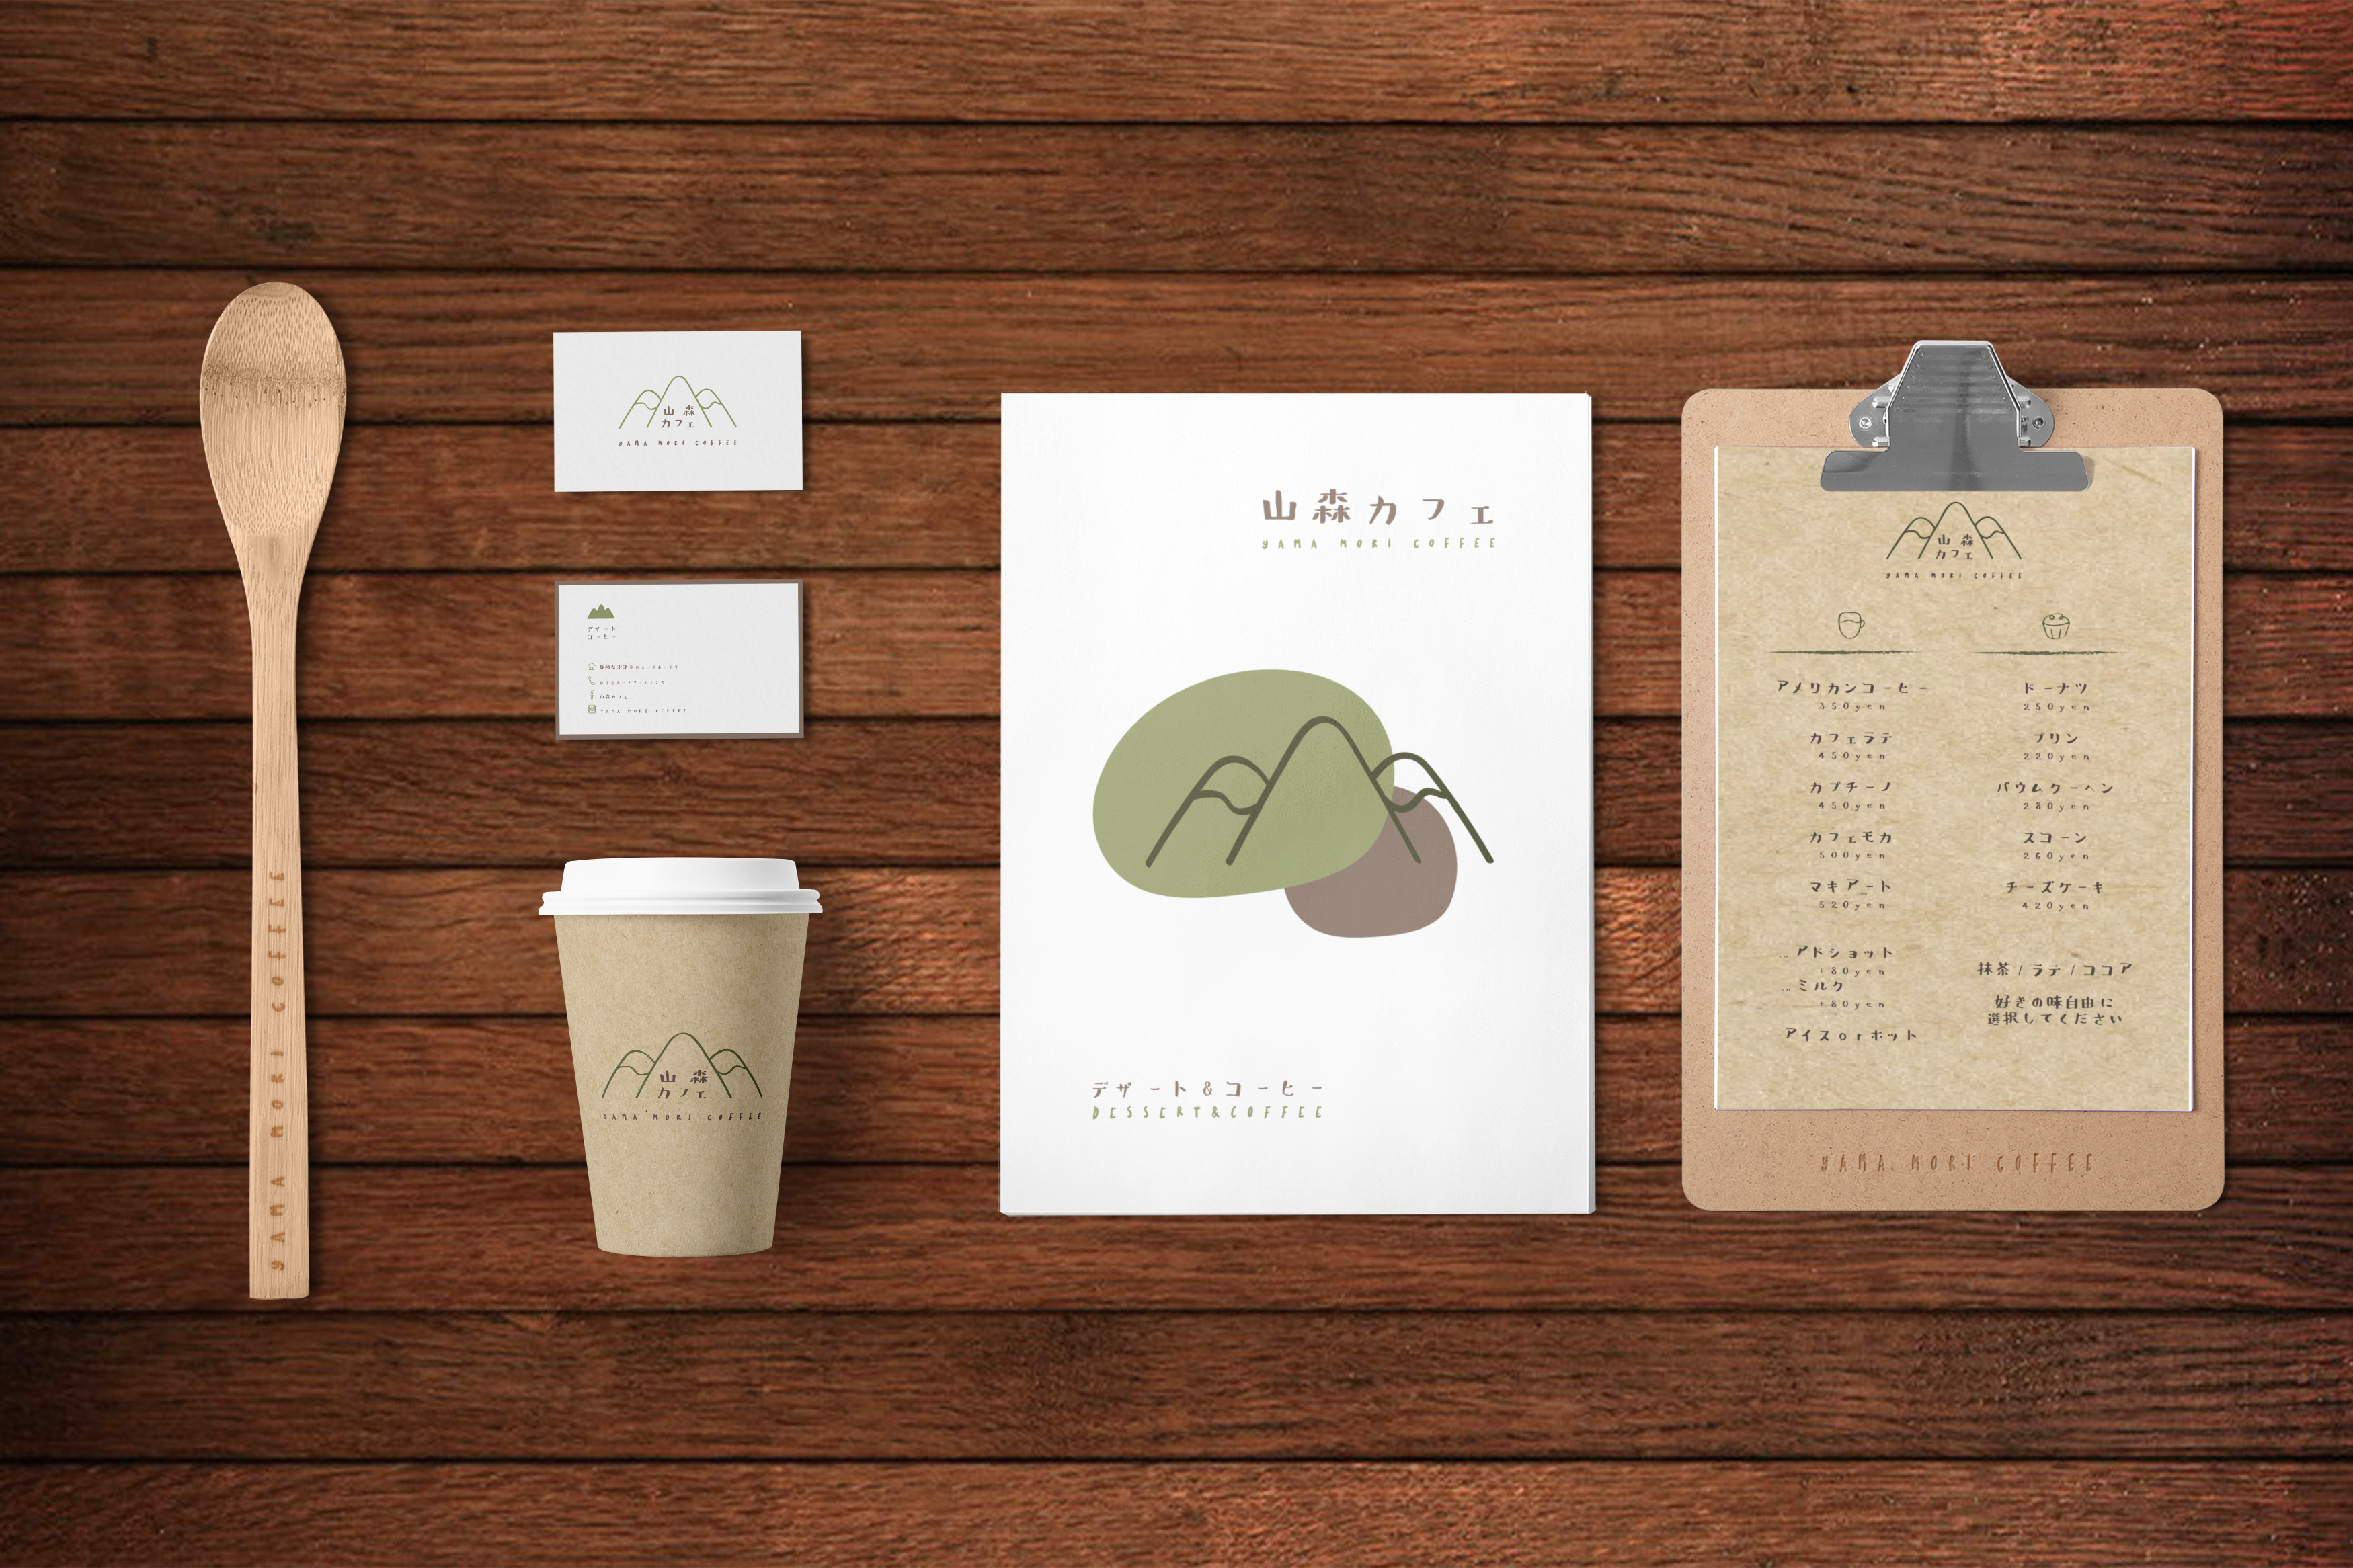 YAMA MORI COFFEE
山森
カフェ
YAMA MORI COFFEE
デザート
コーヒー
山森カフェ
YAMA MORI COFFEE
山森
カフェ
YAMA MORI COFFEE
山森カフェ
YAMA MORI COFFEE
デザート&コーヒー
DESSERT&COFFEE
山森
カフェ
YAMA MORI COFFEE
アメリカンコーヒー
350yen
カフェラテ
450yen
カプチーノ
450yen
カフェモカ
500yen
マキアート
520yen
...アドショット
+80yen
...ミルク
+80yen
アイスorホット
ドーナツ
250yen
プリン
220yen
バウムクーヘン
280yen
スコーン
260yen
チーズケーキ
420yen
抹茶/ラテ/ココア
好きの味自由に
選択してください
YAMA MORI COFFEE